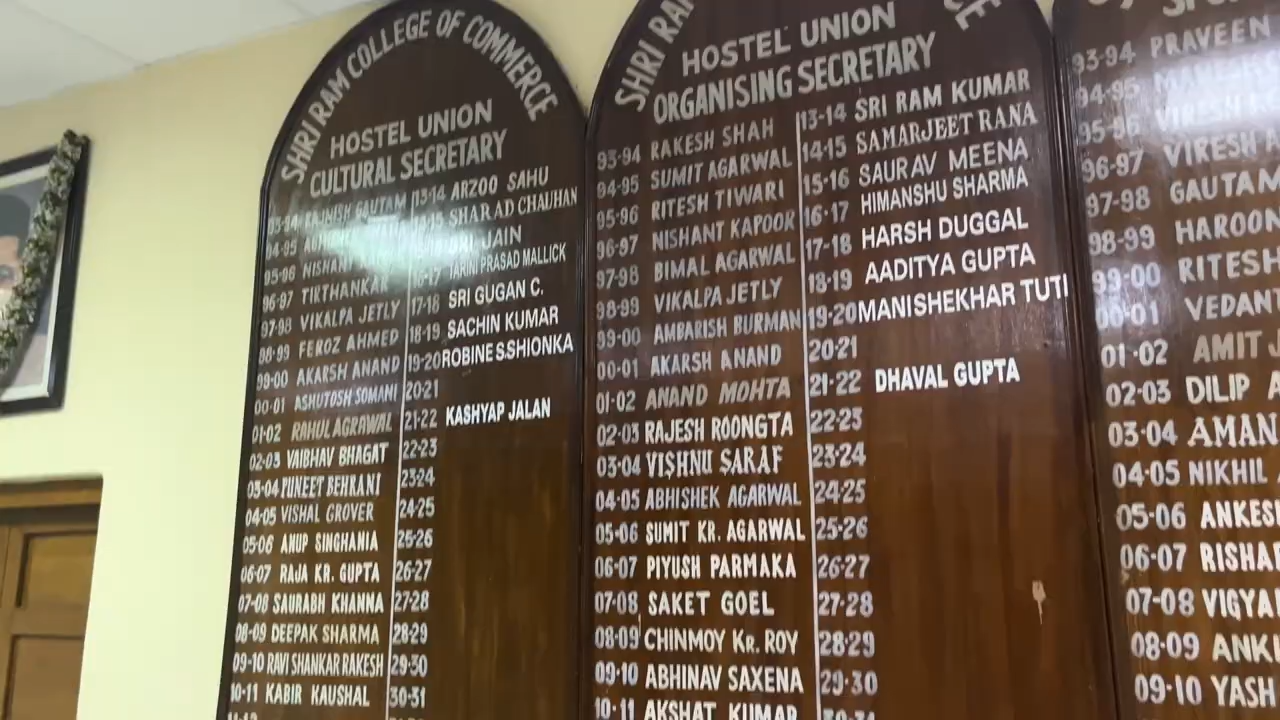 SHRI RAM COLLEGE OF COMMERCE
HOSTEL UNION
CULTURAL SECRETARY
93-94 RAJNISH GAUTAM
94-95
95-96 NISHANT
96-97 TIRTHANKAR
97-98 VIKALPA JETLY
98-99 FEROZ AHMED
99-00 AKARSH ANAND
00-01 ASHUTOSH SOMANI
01-02 RAHUL AGRAWAL
02-03 VAIBHAV BHAGAT
03-04 PUNEET BEHRANI
04-05 VISHAL GROVER
05-06 ANUP SINGHANIA
06-07 RAJA KR. GUPTA
07-08 SAURABH KHANNA
08-09 DEEPAK SHARMA
09-10 RAVI SHANKAR RAKESH
10-11 KABIR KAUSHAL
11-12
13-14 ARZOO SAHU
14-15 SHARAD CHAUHAN
JAIN
16-17 TARINI PRASAD MALLICK
17-18 SRI GUGAN C.
18-19 SACHIN KUMAR
19-20 ROBINE S.SHIONKA
20-21
21-22 KASHYAP JALAN
22-23
23-24
24-25
25-26
26-27
27-28
28-29
29-30
30-31
SHRI RAM CE
HOSTEL UNION
ORGANISING SECRETARY
93-94 RAKESH SHAH
94-95 SUMIT AGARWAL
95-96 RITESH TIWARI
96-97 NISHANT KAPOOR
97-98 BIMAL AGARWAL
98-99 VIKALPA JETLY
99-00 AMBARISH BURMAN
00-01 AKARSH ANAND
01-02 ANAND MOHTA
02-03 RAJESH ROONGTA
03-04 VISHNU SARAF
04-05 ABHISHEK AGARWAL
05-06 SUMIT KR. AGARWAL
06-07 PIYUSH PARMAKA
07-08 SAKET GOEL
08-09 CHINMOY KR. ROY
09-10 ABHINAV SAXENA
10-11 AKSHAT KUMAR
13-14 SRI RAM KUMAR
14-15 SAMARJEET RANA
15-16 SAURAV MEENA
16-17 HIMANSHU SHARMA
17-18 HARSH DUGGAL
18-19 AADITYA GUPTA
19-20 MANISHEKHAR TUTI
20-21
21-22 DHAVAL GUPTA
22-23
23-24
24-25
25-26
26-27
27-28
28-29
29-30
30-31
93-94 PRAVEEN
94-95
95-96 VIRESH
96-97 VIRESH
97-98 GAUTAM
98-99 HAROON
99-00 RITESH
00-01 VEDANT
01-02 AMIT
02-03 DILIP
03-04 AMAN
04-05 NIKHIL
05-06 ANKES
06-07 RISHAB
07-08 VIGYA
08-09 ANKI
09-10 YASH